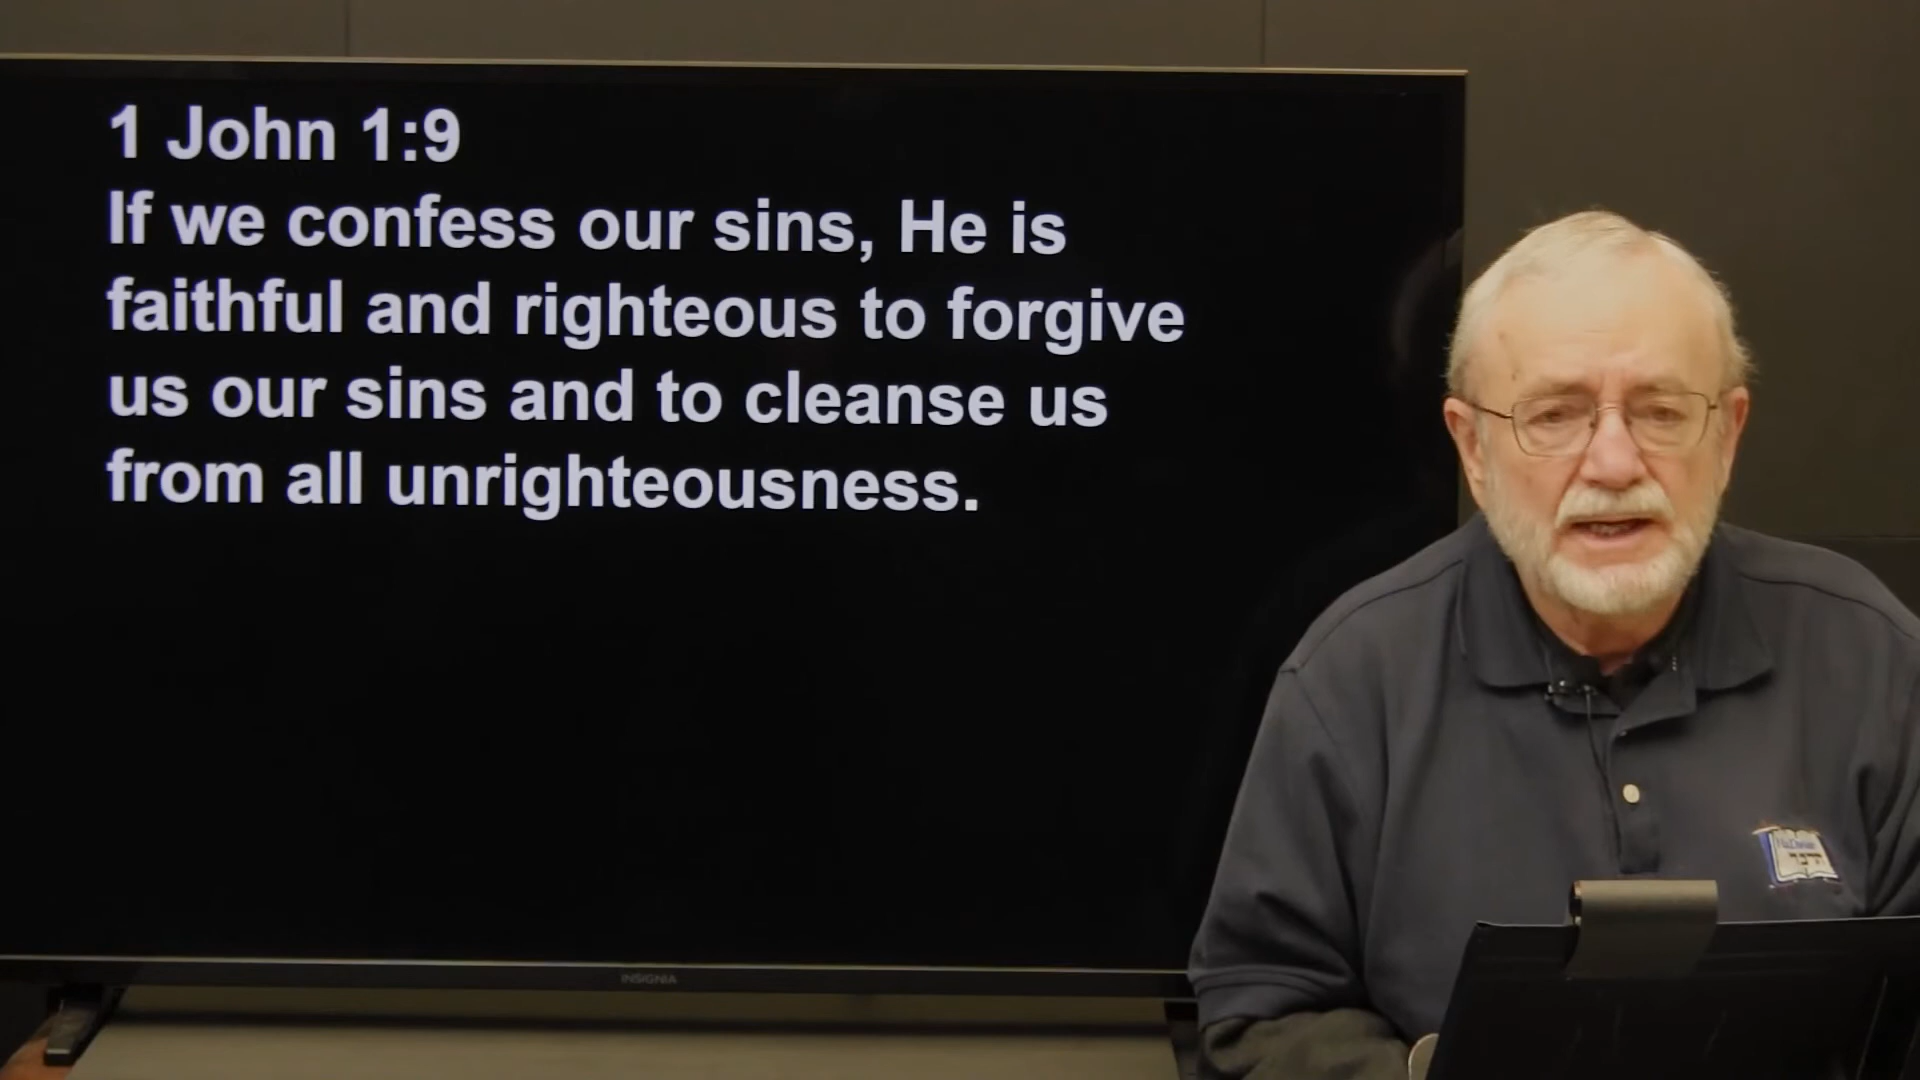 1 John 1:9
If we confess our sins, He is
faithful and righteous to forgive
us our sins and to cleanse us
from all unrighteousness.
INSIGNIA